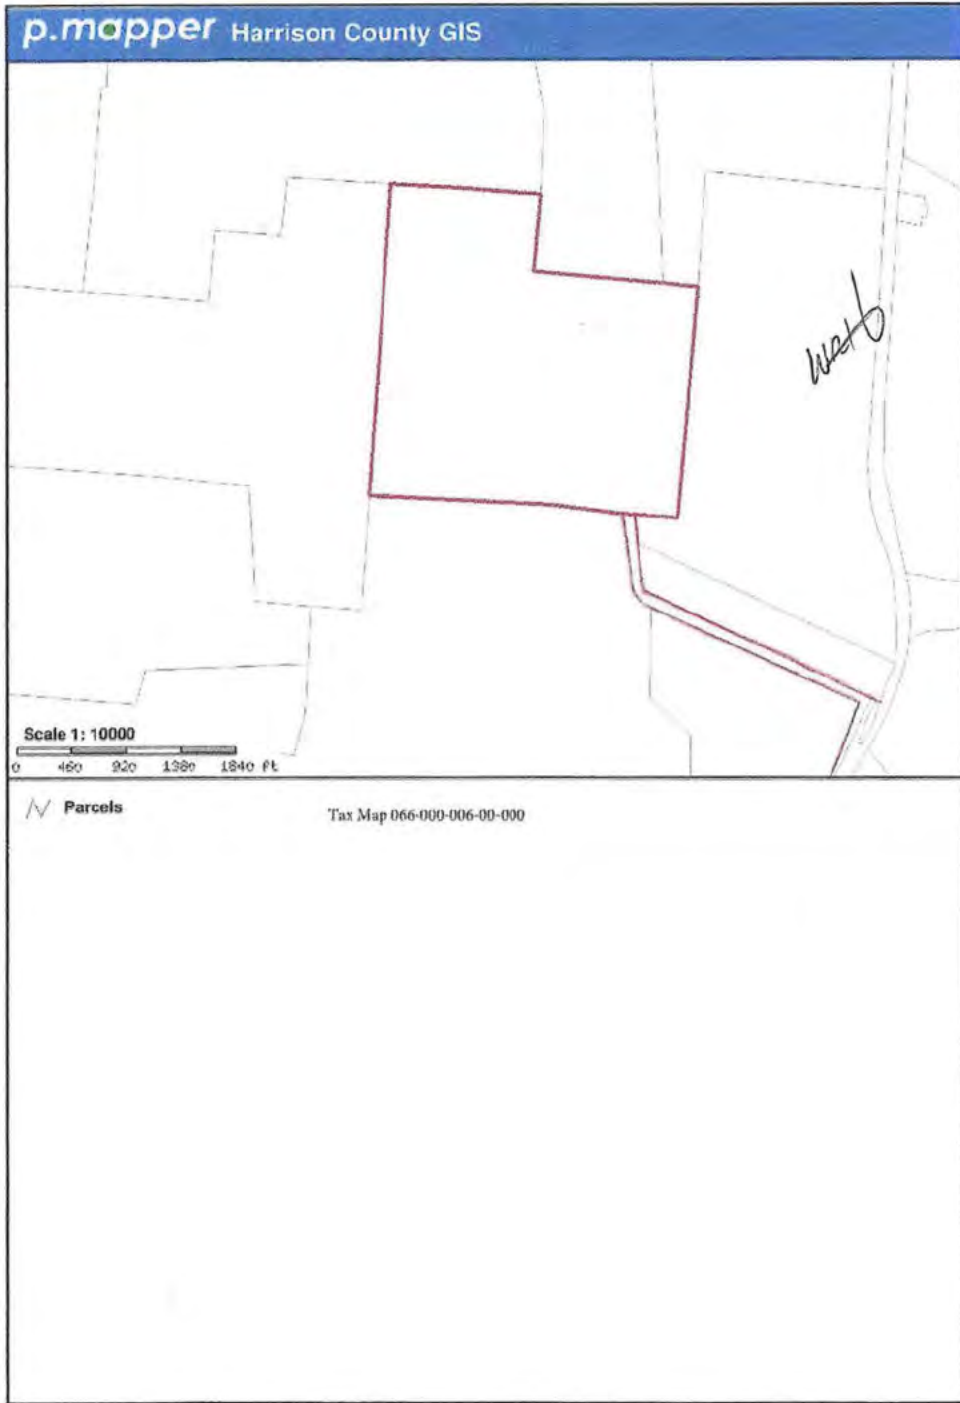 p.mapper Harrison County GIS
Scale 1: 10000
0 460 920 1380 1840 ft
Parcels
Tax Map 066-000-006-00-000